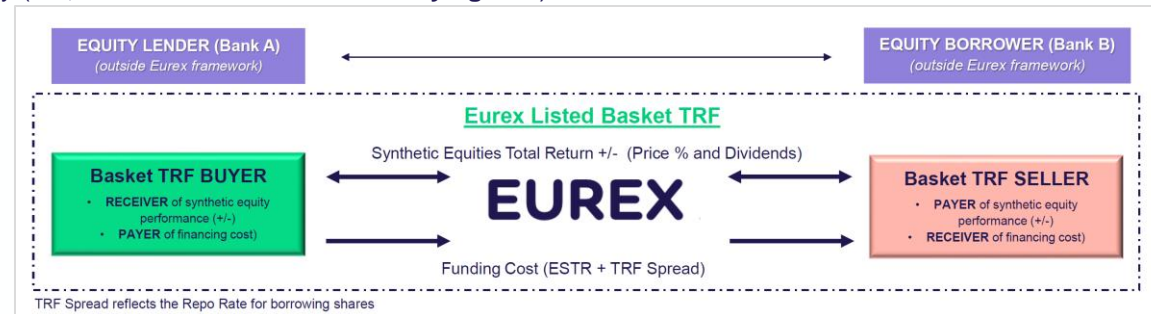 EQUITY LENDER (Bank A)
(outside Eurex framework)
EQUITY BORROWER (Bank B)
(outside Eurex framework)
Eurex Listed Basket TRF
Synthetic Equities Total Return +/- (Price % and Dividends)
Basket TRF BUYER
• RECEIVER of synthetic equity
performance (+/-)
• PAYER of financing cost)
EUREX
Basket TRF SELLER
• PAYER of synthetic equity
performance (+/-)
• RECEIVER of financing cost)
Funding Cost (ESTR + TRF Spread)
TRF Spread reflects the Repo Rate for borrowing shares